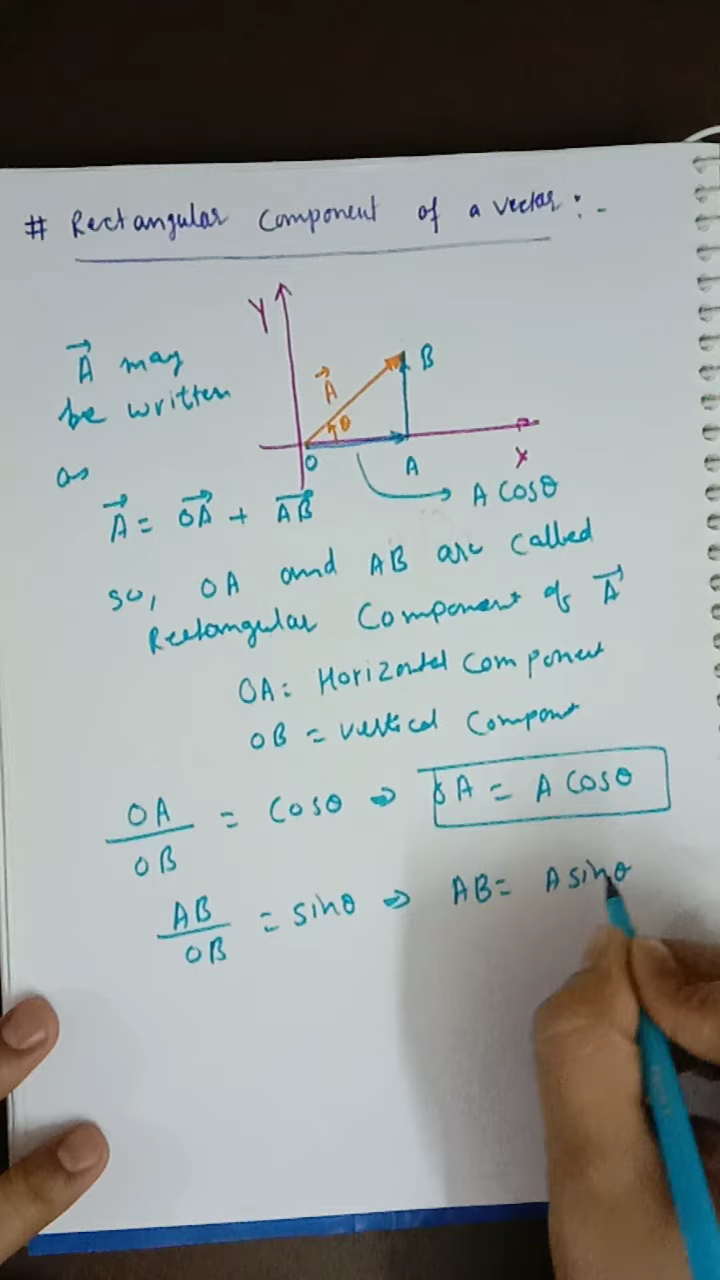 # Rectangular Component of a vector :-
Y
A⃗ may
be written
as
A⃗
B
θ
O
A
X
A Cosθ
A⃗ = OA⃗ + AB⃗
so, OA and AB are called
Rectangular Component of A⃗
OA = Horizontal Component
OB = vertical Component
OA/OB = Cosθ ⇒ OA = A Cosθ
AB/OB = sinθ ⇒ AB = A sinθ